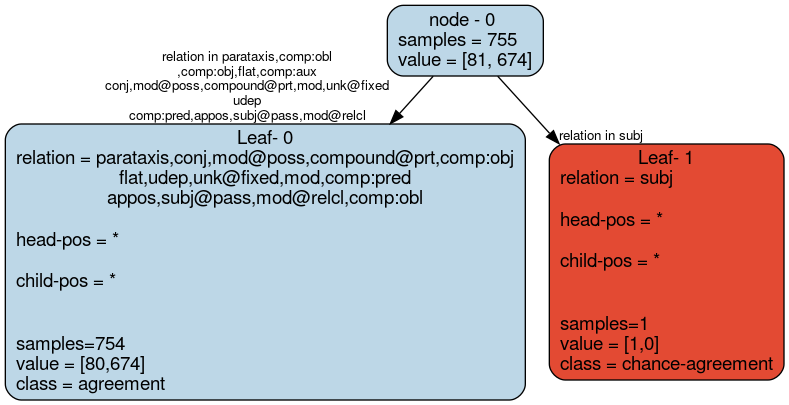 node - 0
samples = 755
value = [81, 674]
relation in parataxis,comp:obl
,comp:obj,flat,comp:aux
conj,mod@poss,compound@prt,mod,unk@fixed
udep
comp:pred,appos,subj@pass,mod@relcl
relation in subj
Leaf- 0
relation = parataxis,conj,mod@poss,compound@prt,comp:obj
flat,udep,unk@fixed,mod,comp:pred
appos,subj@pass,mod@relcl,comp:obl
head-pos = *
child-pos = *
samples=754
value = [80,674]
class = agreement
Leaf- 1
relation = subj
head-pos = *
child-pos = *
samples=1
value = [1,0]
class = chance-agreement